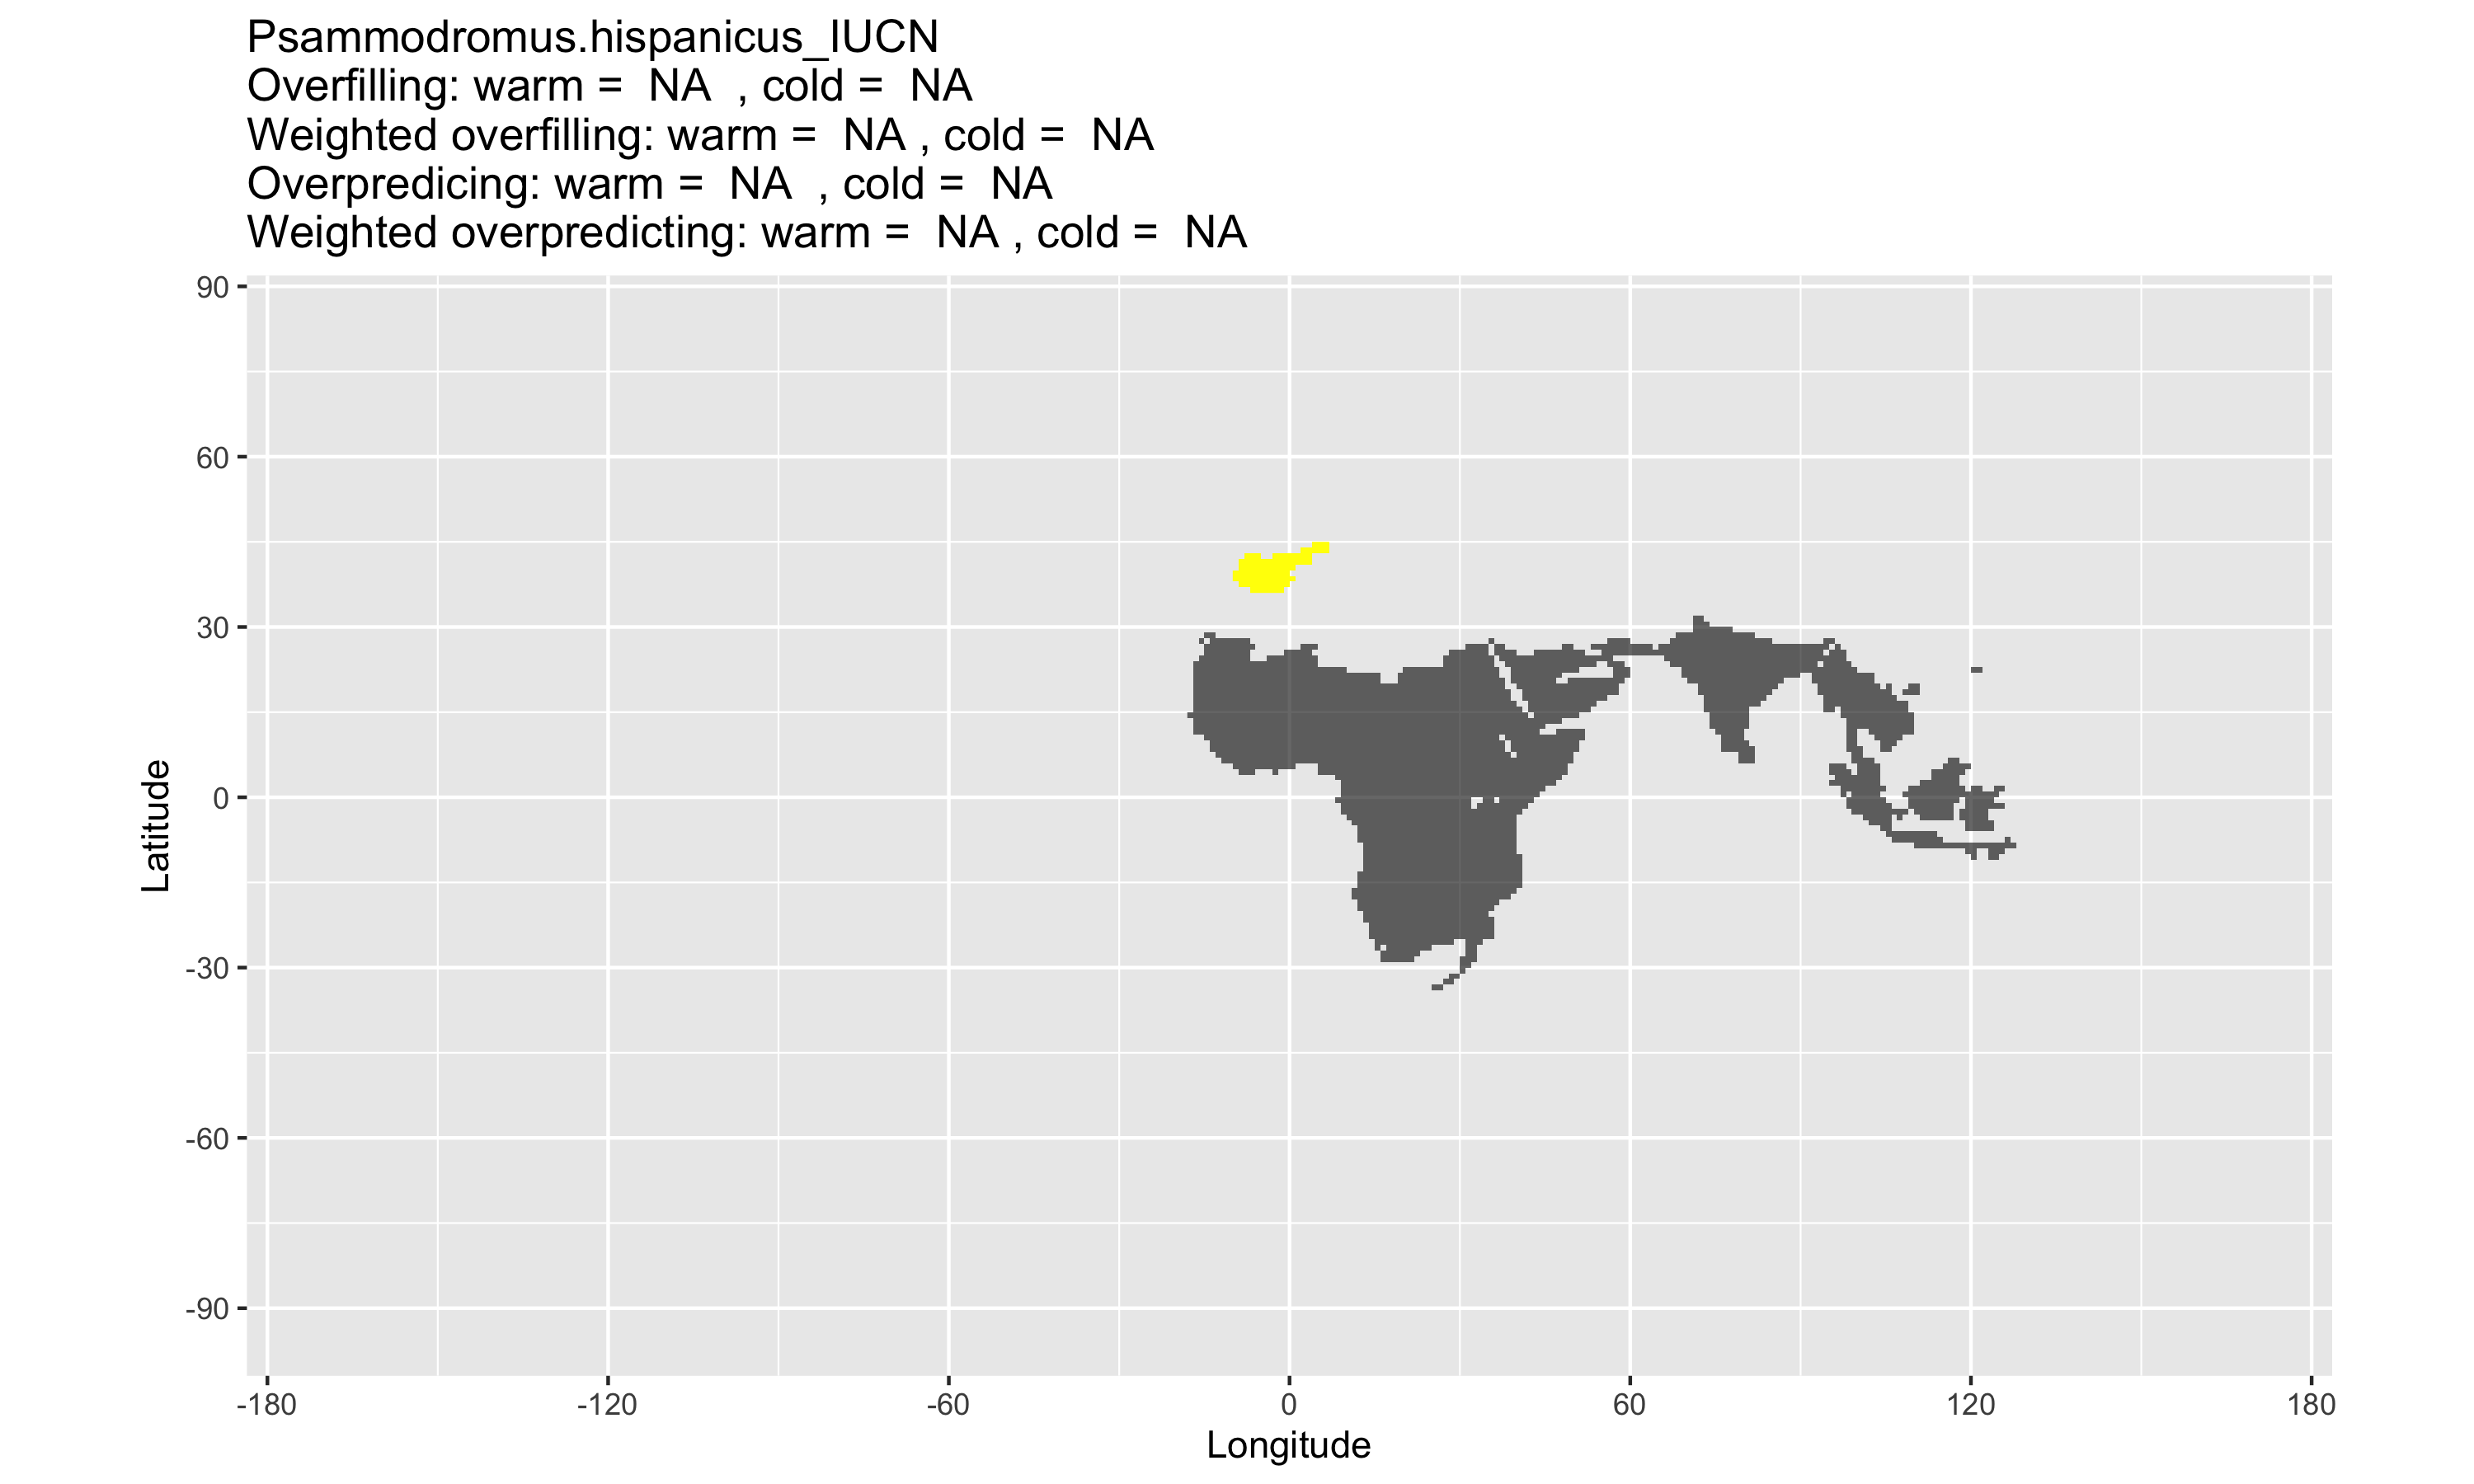 Psammodromus.hispanicus_IUCN
Overfilling: warm =  NA  , cold =  NA
Weighted overfilling: warm =  NA , cold =  NA
Overpredicing: warm =  NA  , cold =  NA
Weighted overpredicting: warm =  NA , cold =  NA
90
60
30
0
-30
-60
-90
Latitude
-180
-120
-60
0
60
120
180
Longitude